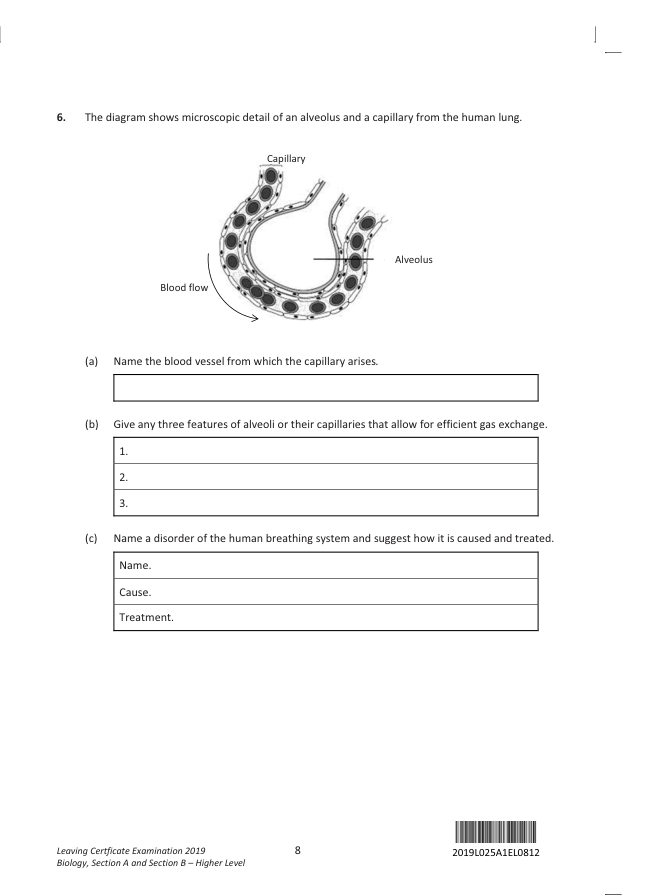 6. The diagram shows microscopic detail of an alveolus and a capillary from the human lung.
Capillary
Alveolus
Blood flow
(a) Name the blood vessel from which the capillary arises.
(b) Give any three features of alveoli or their capillaries that allow for efficient gas exchange.
1.
2.
3.
(c) Name a disorder of the human breathing system and suggest how it is caused and treated.
Name.
Cause.
Treatment.
Leaving Certficate Examination 2019
Biology, Section A and Section B – Higher Level
8
2019L025A1EL0812